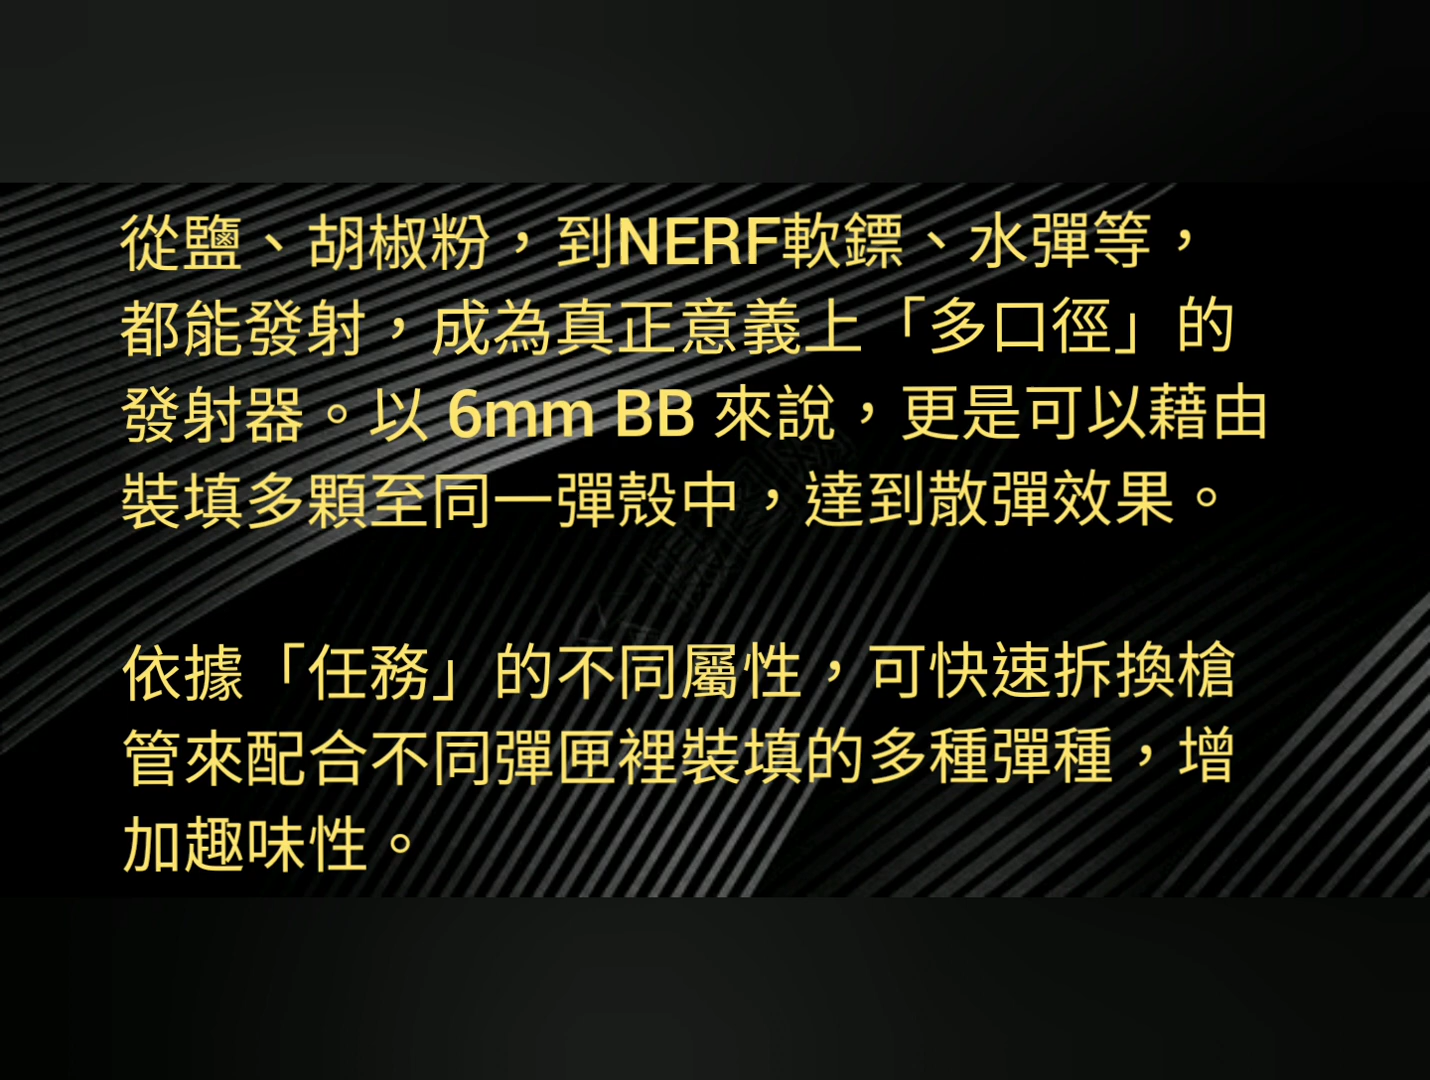 從鹽、胡椒粉，到NERF軟鏢、水彈等，
都能發射，成為真正意義上「多口徑」的
發射器。以 6mm BB 來說，更是可以藉由
裝填多顆至同一彈殼中，達到散彈效果。
依據「任務」的不同屬性，可快速拆換槍
管來配合不同彈匣裡裝填的多種彈種，增
加趣味性。